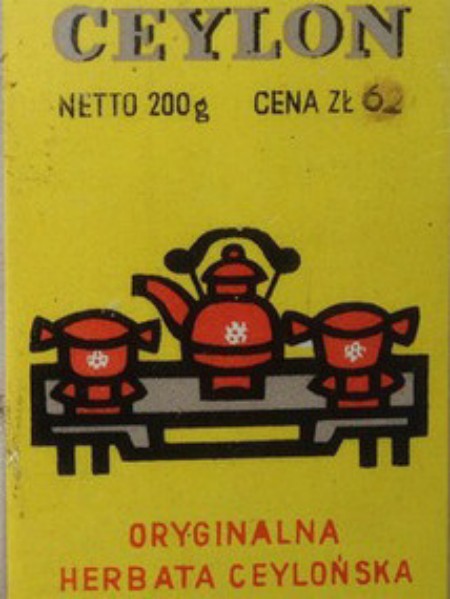 CEYLON
NETTO 200g CENA ZŁ 62
ORYGINALNA
HERBATA CEYLOŃSKA